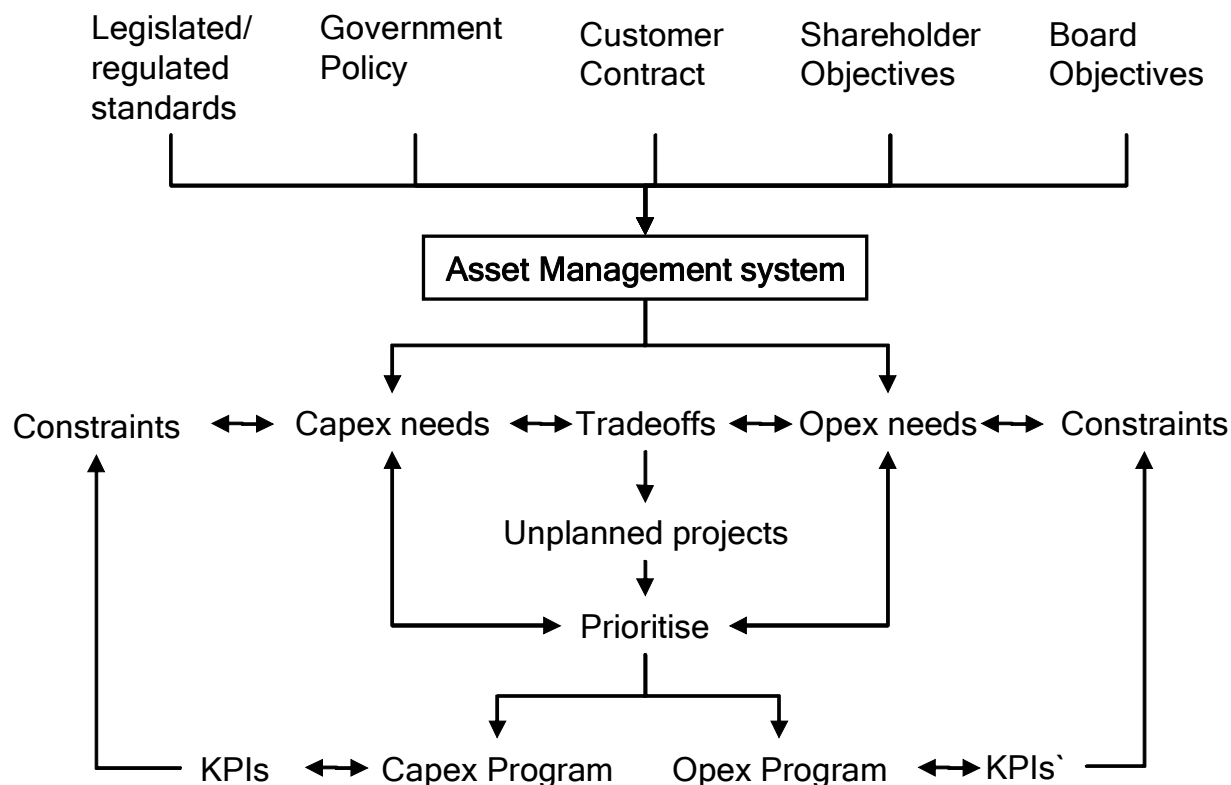 Legislated/
regulated
standards
Government
Policy
Customer
Contract
Shareholder
Objectives
Board
Objectives
Asset Management system
Constraints
Capex needs
Tradeoffs
Opex needs
Constraints
Unplanned projects
Prioritise
KPIs
Capex Program
Opex Program
KPIs`